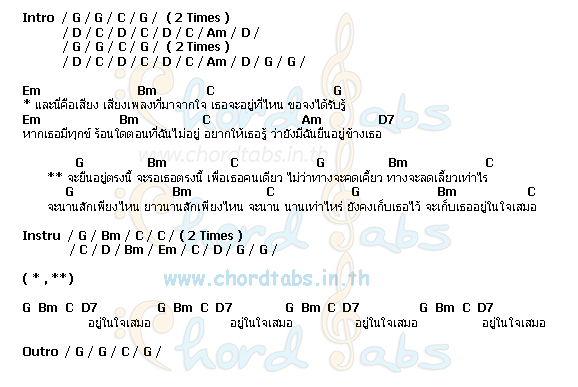 Intro / G / G / C / G / ( 2 Times )
/ D / C / D / C / D / C / Am / D /
/ G / G / C / G / ( 2 Times )
/ D / C / D / C / D / C / Am / D / G / G /
Em Bm C G
* และนี่คือเสียง เสียงเพลงที่มาจากใจ เธอจะอยู่ที่ไหน ขอจงได้รับรู้
Em Bm C Am D7
หากเธอมีทุกข์ ร้อนใดตอนที่ฉันไม่อยู่ อยากให้เธอรู้ ว่ายังมีฉันยืนอยู่ข้างเธอ
www.chordtabs.in.th
G Bm C G Bm C
** จะยืนอยู่ตรงนี้ จะรอเธอตรงนี้ เพื่อเธอคนเดียว ไม่ว่าทางจะคดเคี้ยว ทางจะลดเลี้ยวเท่าไร
G Bm C G Bm C
จะนานสักเพียงไหน ยาวนานสักเพียงไหน จะนาน นานเท่าไหร่ ยังคงเก็บเธอไว้ จะเก็บเธออยู่ในใจเสมอ
Instru / G / Bm / C / C / ( 2 Times )
/ C / D / Bm / Em / C / D / G / G /
( * , ** )
www.chordtabs.in.th
G Bm C D7 G Bm C D7 G Bm C D7 G Bm C D7
อยู่ในใจเสมอ อยู่ในใจเสมอ อยู่ในใจเสมอ อยู่ในใจเสมอ
Outro / G / G / C / G /
Chord Tabs